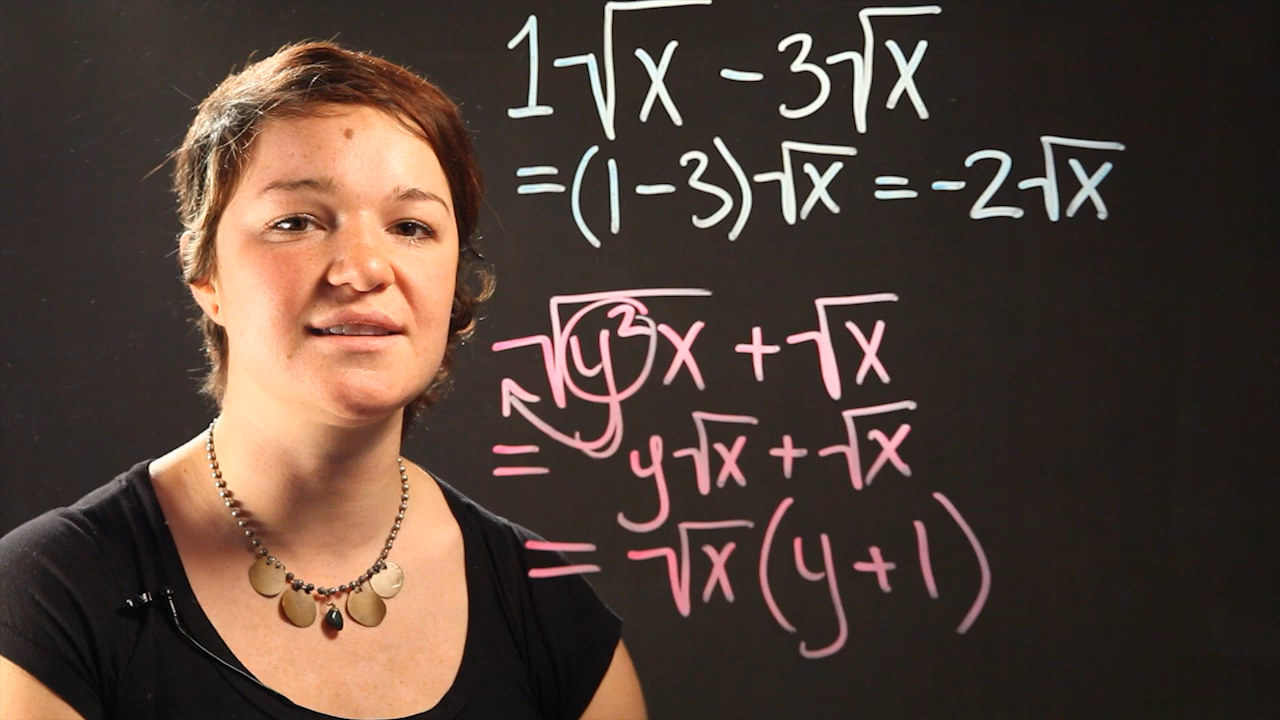 1√x - 3√x
= (1-3)√x = -2√x
√y²x + √x
= y√x + √x
= √x (y+1)